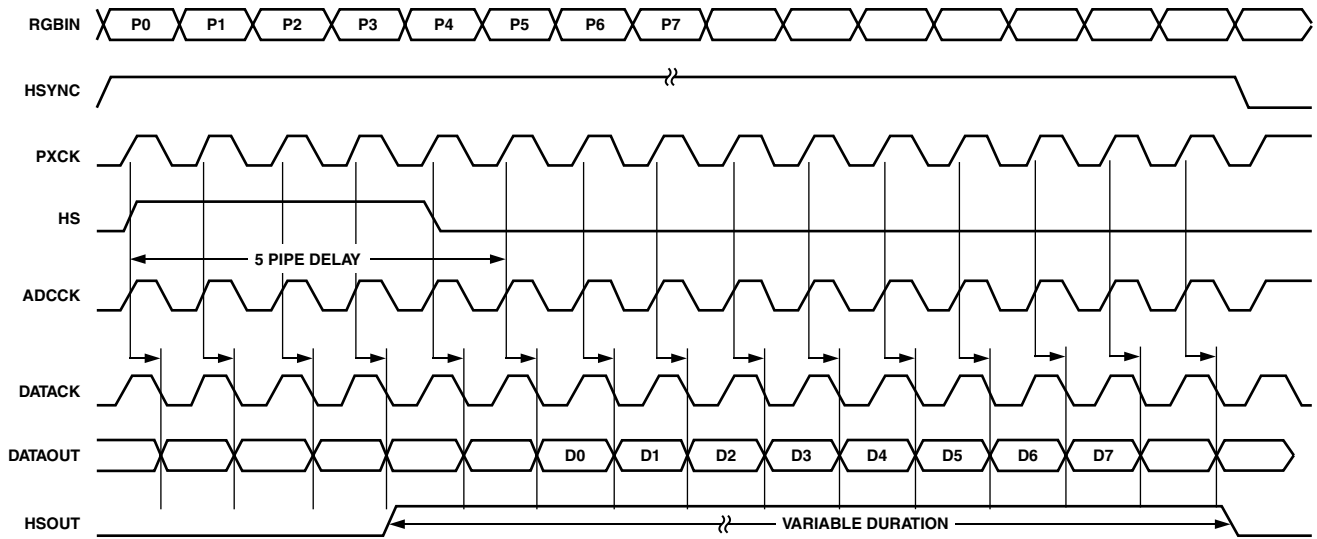 RGBIN P0 P1 P2 P3 P4 P5 P6 P7
HSYNC
PXCK
HS
5 PIPE DELAY
ADCCK
DATACK
DATAOUT D0 D1 D2 D3 D4 D5 D6 D7
HSOUT VARIABLE DURATION